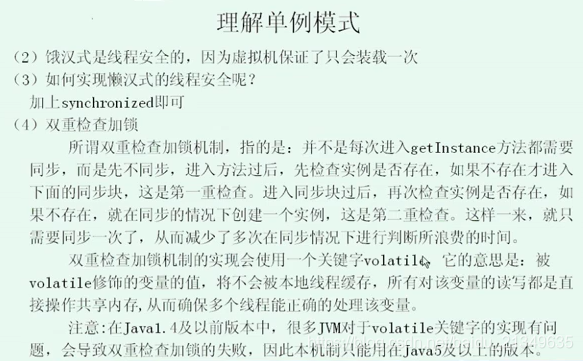 理解单例模式
（2）饿汉式是线程安全的，因为虚拟机保证了只会装载一次
（3）如何实现懒汉式的线程安全呢？
加上synchronized即可
（4）双重检查加锁
所谓双重检查加锁机制，指的是：并不是每次进入getInstance方法都需要
同步，而是先不同步，进入方法过后，先检查实例是否存在，如果不存在才进入
下面的同步块，这是第一重检查。进入同步块过后，再次检查实例是否存在，如
果不存在，就在同步的情况下创建一个实例，这是第二重检查。这样一来，就只
需要同步一次了，从而减少了多次在同步情况下进行判断所浪费的时间。
双重检查加锁机制的实现会使用一个关键字volatile，它的意思是：被
volatile修饰的变量的值，将不会被本地线程缓存，所有对该变量的读写都是直
接操作共享内存,从而确保多个线程能正确的处理该变量。
注意:在Java1.4及以前版本中，很多JVM对于volatile关键字的实现有问
题，会导致双重检查加锁的失败，因此本机制只能用在Java5及以上的版本。